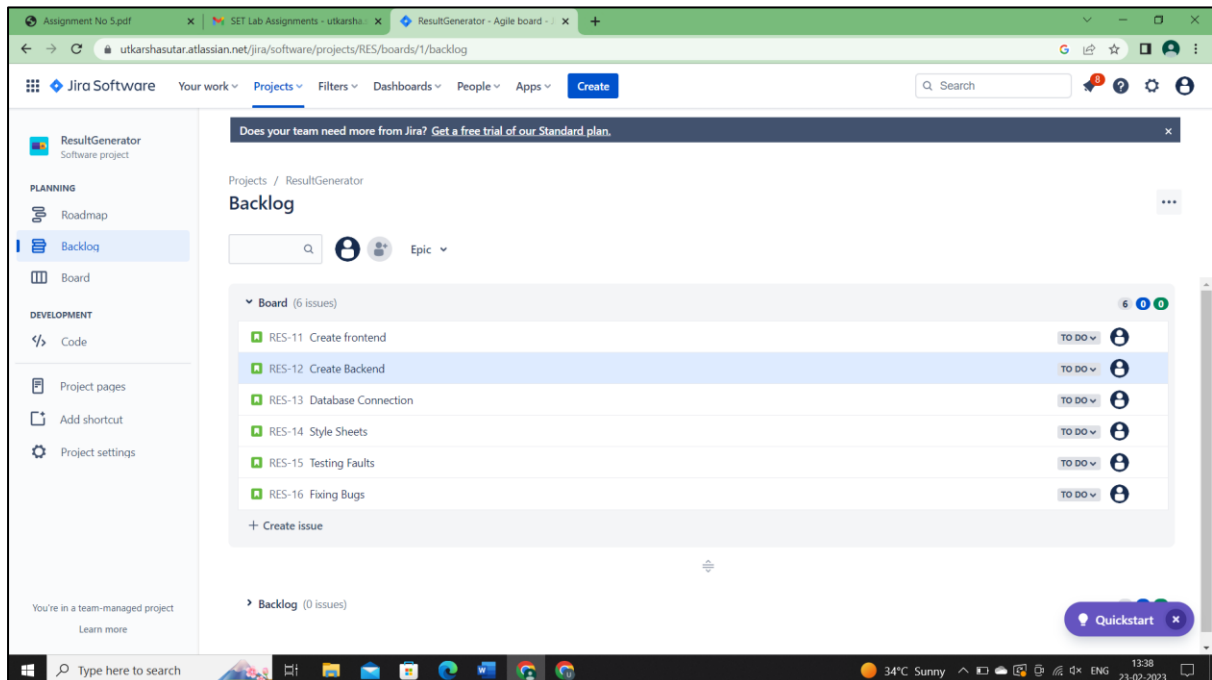 Assignment No 5.pdf
SET Lab Assignments - utkarsha.
ResultGenerator - Agile board -
utkarshasutar.atlassian.net/jira/software/projects/RES/boards/1/backlog
Jira Software Your work Projects Filters Dashboards People Apps Create Search 8
Does your team need more from Jira? Get a free trial of our Standard plan.
ResultGenerator
Software project
PLANNING
Roadmap
Backlog
Board
DEVELOPMENT
Code
Project pages
Add shortcut
Project settings
You're in a team-managed project
Learn more
Projects / ResultGenerator
Backlog
Epic
Board (6 issues) 6 0 0
RES-11 Create frontend TO DO
RES-12 Create Backend TO DO
RES-13 Database Connection TO DO
RES-14 Style Sheets TO DO
RES-15 Testing Faults TO DO
RES-16 Fixing Bugs TO DO
+ Create issue
Backlog (0 issues)
Quickstart
Type here to search
34°C Sunny ENG 13:38
23-02-2023